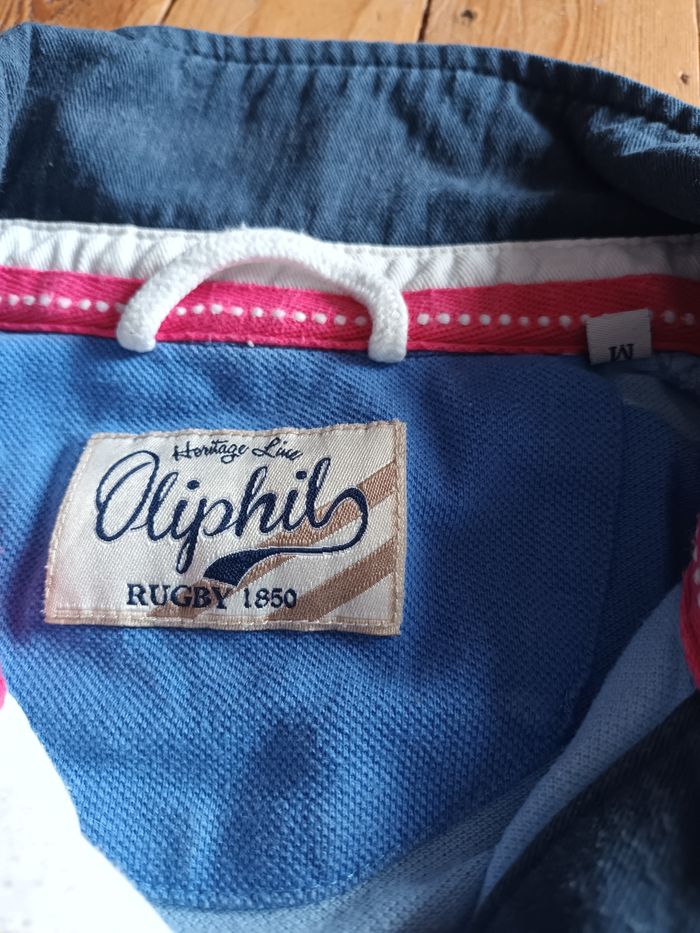 M
Heritage Line
Oliphil
RUGBY 1850